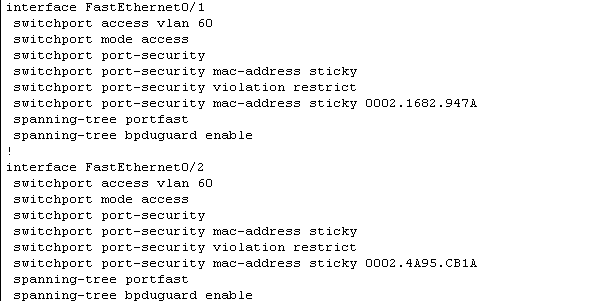 interface FastEthernet0/1
 switchport access vlan 60
 switchport mode access
 switchport port-security
 switchport port-security mac-address sticky
 switchport port-security violation restrict
 switchport port-security mac-address sticky 0002.1682.947A
 spanning-tree portfast
 spanning-tree bpduguard enable
!
interface FastEthernet0/2
 switchport access vlan 60
 switchport mode access
 switchport port-security
 switchport port-security mac-address sticky
 switchport port-security violation restrict
 switchport port-security mac-address sticky 0002.4A95.CB1A
 spanning-tree portfast
 spanning-tree bpduguard enable